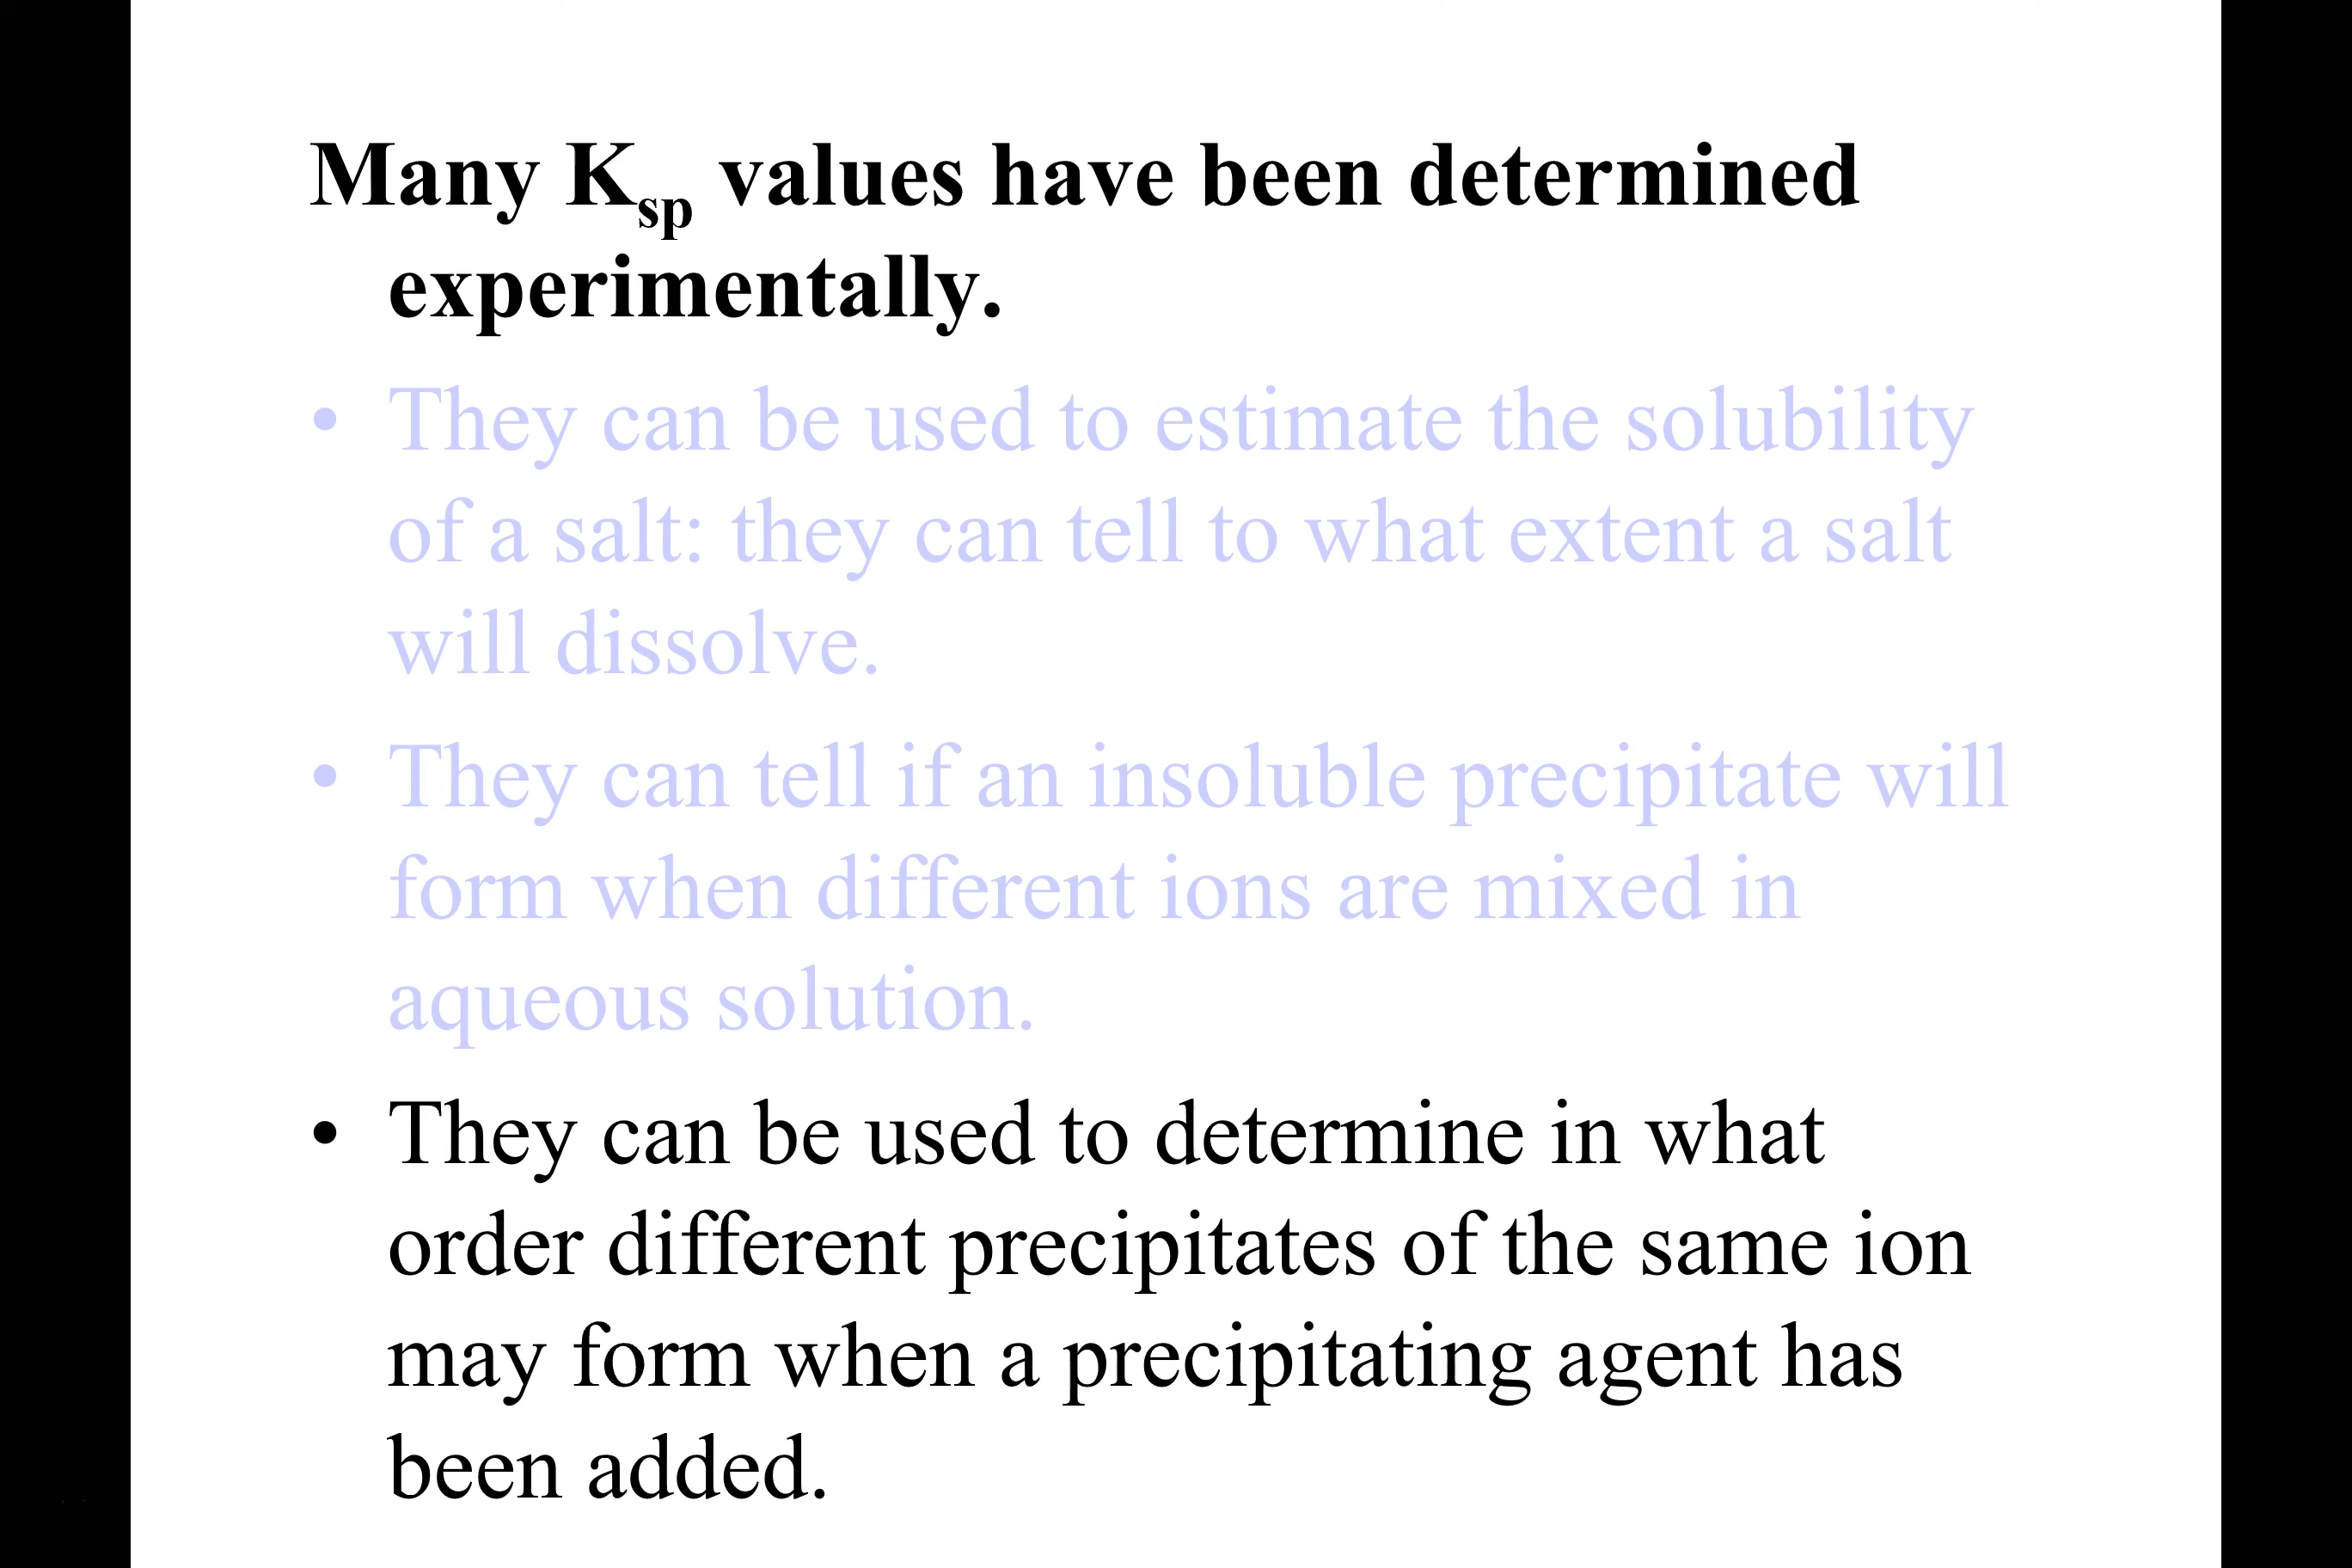 Many Ksp values have been determined
experimentally.
• They can be used to estimate the solubility
of a salt: they can tell to what extent a salt
will dissolve.
• They can tell if an insoluble precipitate will
form when different ions are mixed in
aqueous solution.
• They can be used to determine in what
order different precipitates of the same ion
may form when a precipitating agent has
been added.